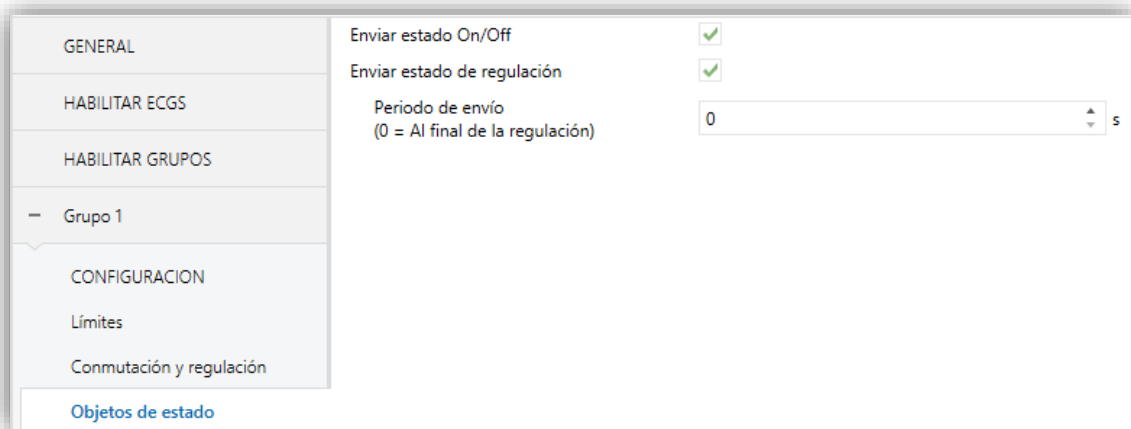 GENERAL
HABILITAR ECGS
HABILITAR GRUPOS
− Grupo 1
CONFIGURACION
Límites
Conmutación y regulación
Objetos de estado
Enviar estado On/Off
Enviar estado de regulación
Periodo de envío
(0 = Al final de la regulación)
0 s